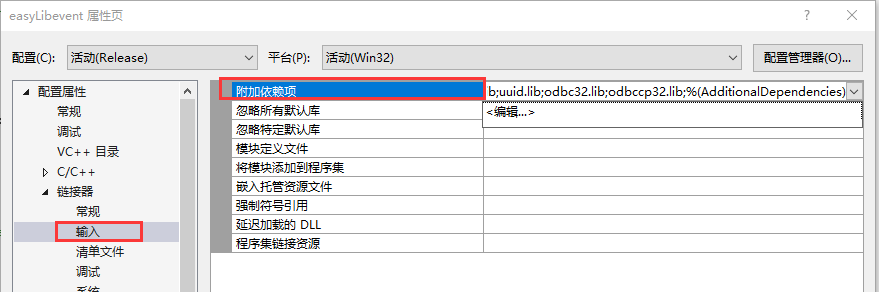 easyLibevent 属性页
配置(C): 活动(Release) 平台(P): 活动(Win32) 配置管理器(O)...
配置属性
常规
调试
VC++ 目录
C/C++
链接器
常规
输入
清单文件
调试
系统
附加依赖项 b;uuid.lib;odbc32.lib;odbccp32.lib;%(AdditionalDependencies)
<编辑...>
忽略所有默认库
忽略特定默认库
模块定义文件
将模块添加到程序集
嵌入托管资源文件
强制符号引用
延迟加载的 DLL
程序集链接资源